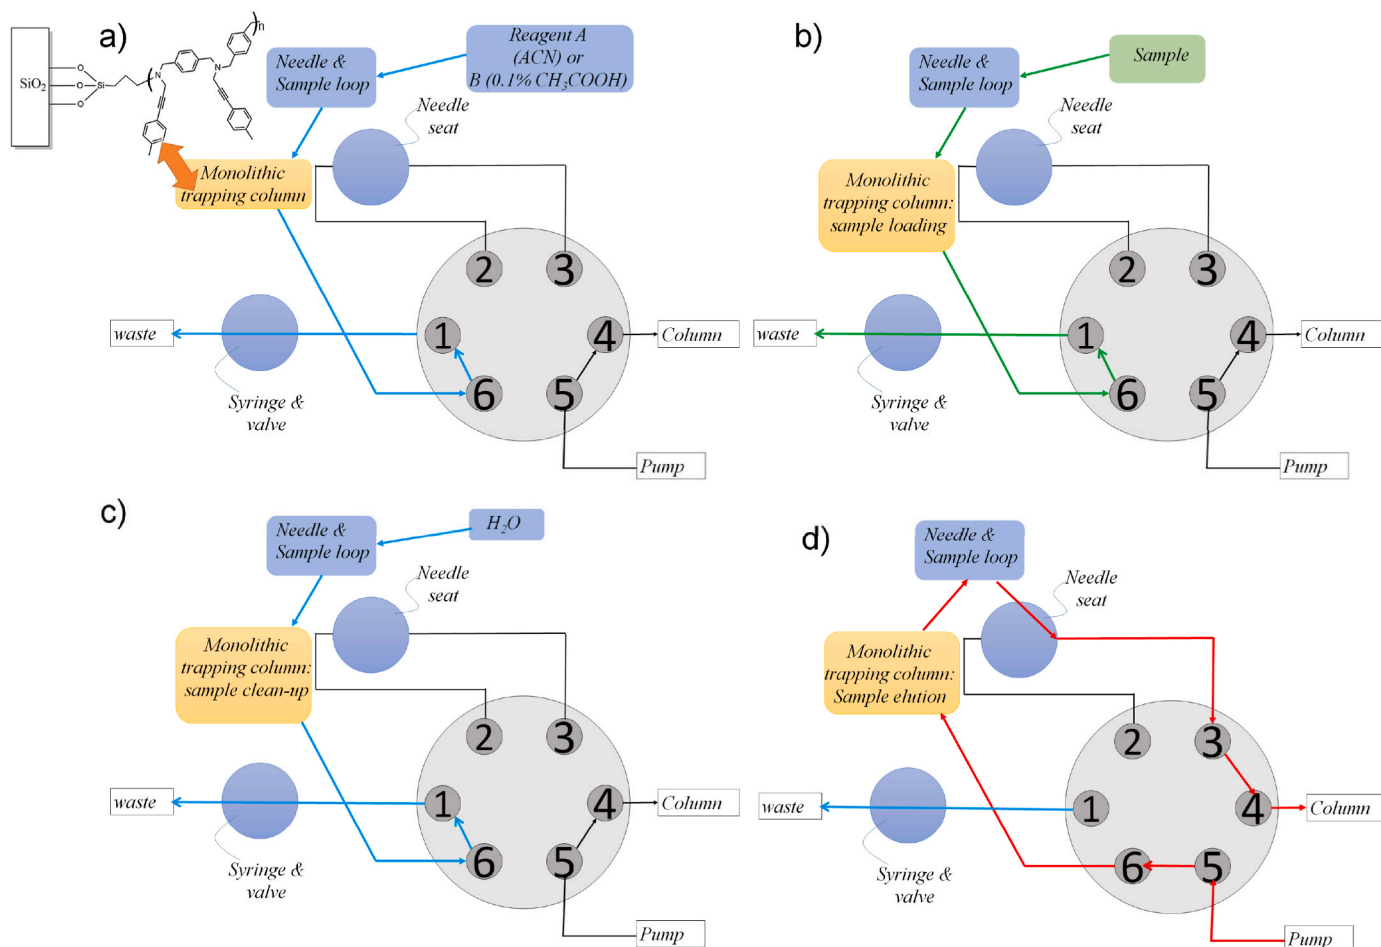 a)
SiO2
O
O
O
Si
N
N
n
Needle &
Sample loop
Reagent A
(ACN) or
B (0.1% CH3COOH)
Needle
seat
Monolithic
trapping column
2
3
waste
1
4
Column
6
5
Syringe &
valve
Pump
b)
Needle &
Sample loop
Sample
Needle
seat
Monolithic
trapping column:
sample loading
2
3
waste
1
4
Column
6
5
Syringe &
valve
Pump
c)
Needle &
Sample loop
H2O
Needle
seat
Monolithic
trapping column:
sample clean-up
2
3
waste
1
4
Column
6
5
Syringe &
valve
Pump
d)
Needle &
Sample loop
Needle
seat
Monolithic
trapping column:
Sample elution
2
3
waste
1
4
Column
6
5
Syringe &
valve
Pump